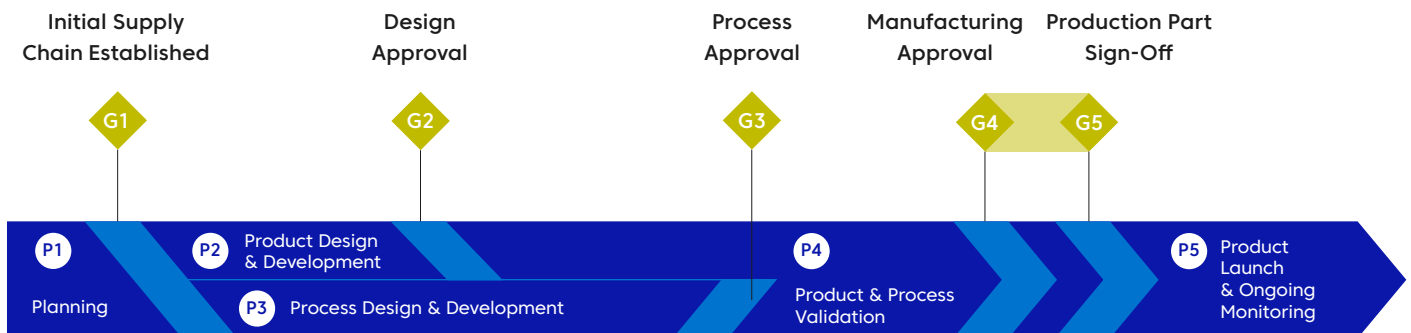 Initial Supply
Chain Established
Design
Approval
Process
Approval
Manufacturing
Approval
Production Part
Sign-Off
G1
G2
G3
G4
G5
P1
Planning
P2
Product Design
& Development
P3
Process Design & Development
P4
Product & Process
Validation
P5
Product
Launch
& Ongoing
Monitoring